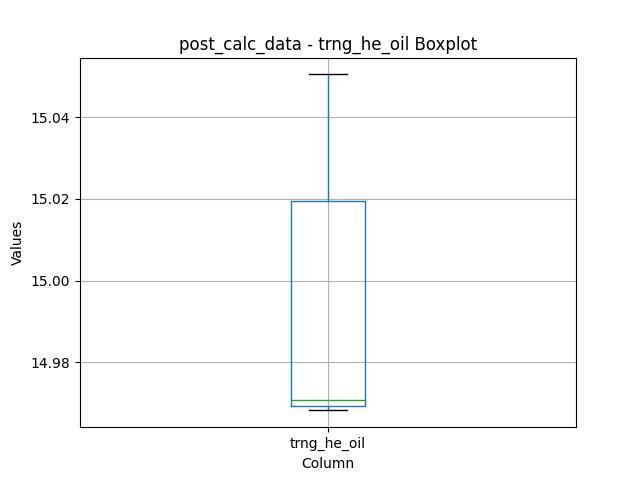 post_calc_data - trng_he_oil Boxplot
15.04
15.02
15.00
14.98
Values
trng_he_oil
Column